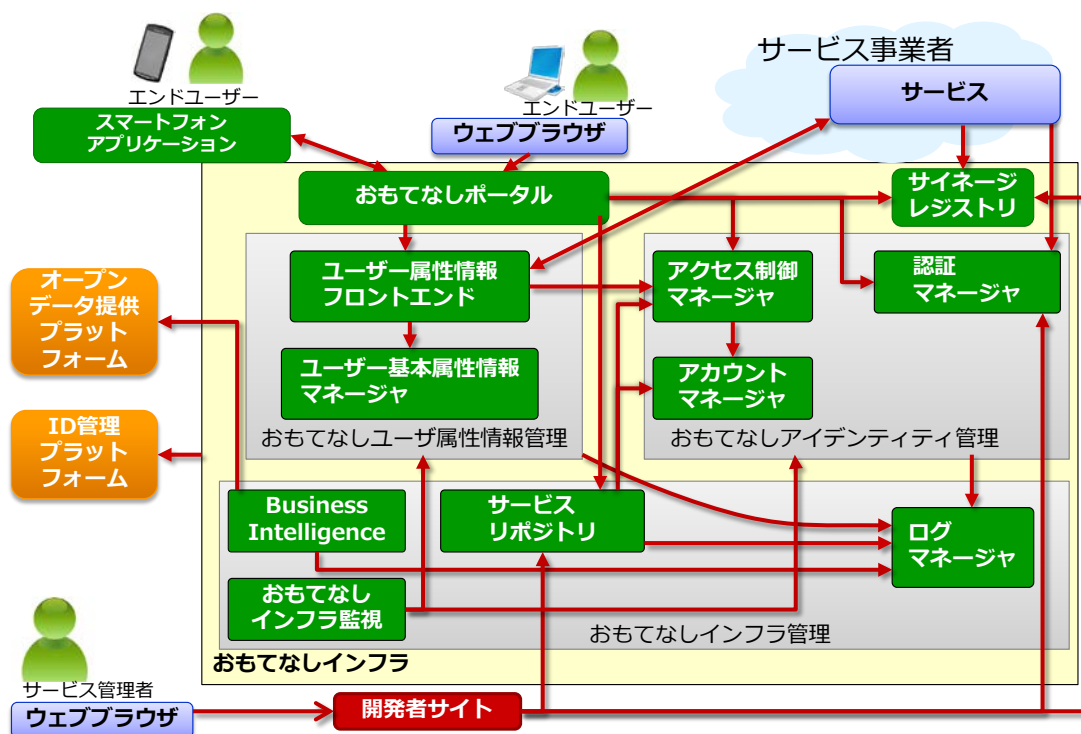 エンドユーザー
スマートフォン
アプリケーション
エンドユーザー
ウェブブラウザ
サービス事業者
サービス
おもてなしポータル
サイネージ
レジストリ
ユーザー属性情報
フロントエンド
アクセス制御
マネージャ
認証
マネージャ
オープン
データ提供
プラット
フォーム
ユーザー基本属性情報
マネージャ
アカウント
マネージャ
おもてなしユーザ属性情報管理
おもてなしアイデンティティ管理
ID管理
プラット
フォーム
Business
Intelligence
サービス
リポジトリ
ログ
マネージャ
おもてなし
インフラ監視
おもてなしインフラ管理
おもてなしインフラ
サービス管理者
ウェブブラウザ
開発者サイト